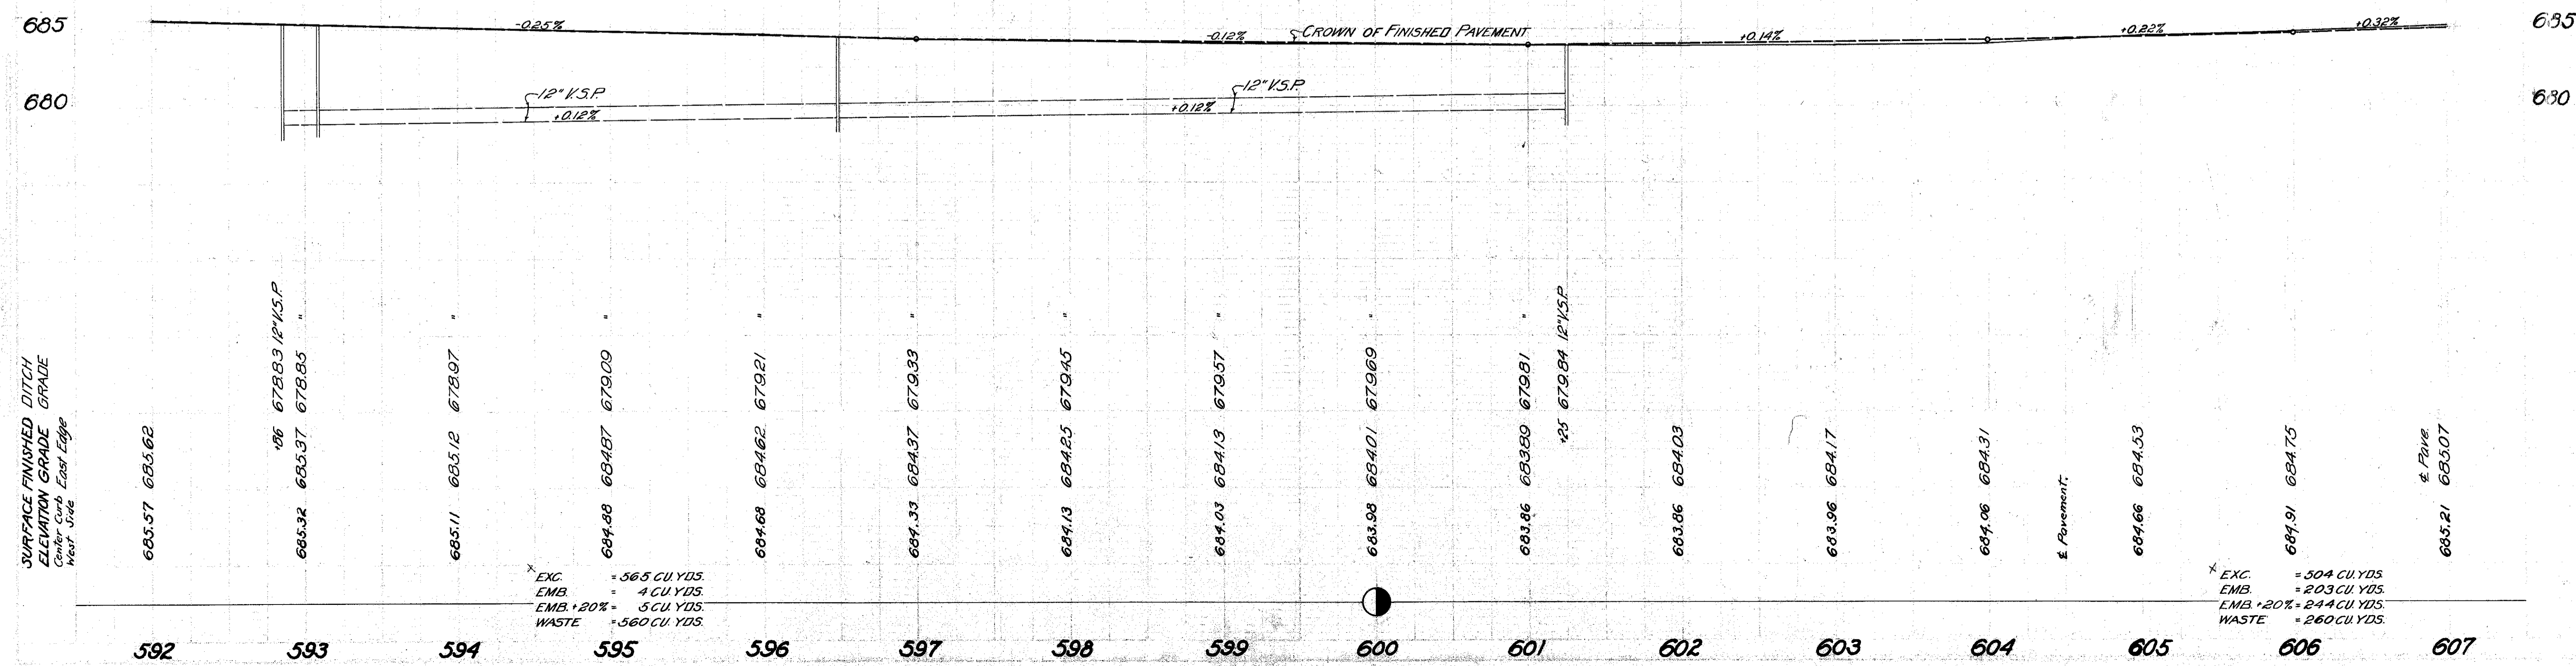 685 -0.25% -0.12% CROWN OF FINISHED PAVEMENT +0.14% +0.22% +0.32% 685
680 12" V.S.P. 12" V.S.P. 680
+0.12% +0.12%
SURFACE FINISHED DITCH
ELEVATION GRADE GRADE
Center Curb East Edge
West Side
685.57 685.62
+86 678.83 12" V.S.P.
685.32 685.37 678.85 "
685.11 685.12 678.97 "
684.88 684.87 679.09 "
684.68 684.62 679.21 "
684.33 684.37 679.33 "
684.13 684.25 679.45 "
684.03 684.13 679.57 "
683.98 684.01 679.69 "
683.86 683.89 679.81 "
+25 679.84 12" V.S.P.
683.86 684.03
683.96 684.17
684.06 684.31
℄ Pavement.
684.66 684.53
684.91 684.75
℄ Pave.
685.21 685.07
x EXC. = 565 CU. YDS.
EMB. = 4 CU. YDS.
EMB. +20% = 5 CU. YDS.
WASTE = 560 CU. YDS.
x EXC. = 504 CU. YDS.
EMB. = 203 CU. YDS.
EMB. +20% = 244 CU. YDS.
WASTE = 260 CU. YDS.
592 593 594 595 596 597 598 599 600 601 602 603 604 605 606 607